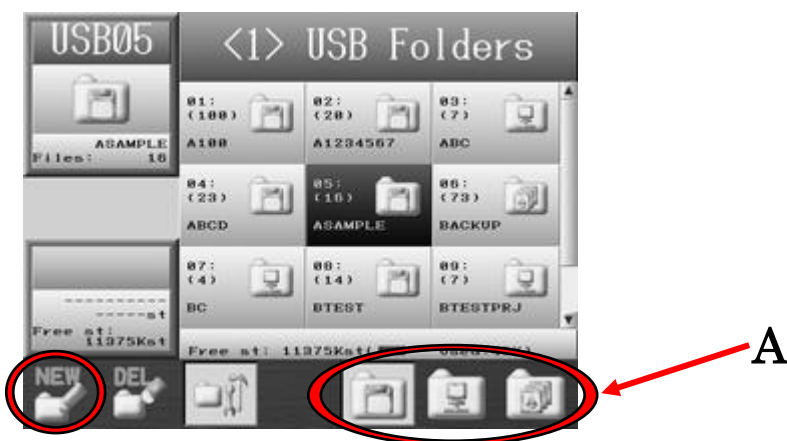 USB05
<1> USB Folders
ASAMPLE
Files: 16
01:
(100)
A100
02:
(20)
A1234567
03:
(7)
ABC
04:
(23)
ABCD
05:
(16)
ASAMPLE
06:
(73)
BACKUP
07:
(4)
BC
08:
(14)
BTEST
09:
(7)
BTESTPRJ
----------
-----st
Free st:
11375Kst
Free st: 11375Kst(
NEW
DEL
A